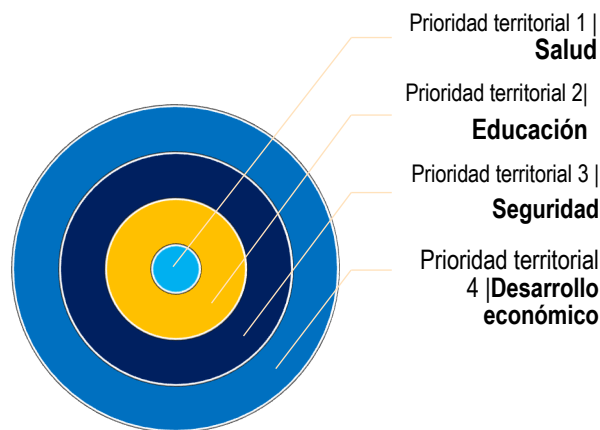 Prioridad territorial 1 |
Salud
Prioridad territorial 2|
Educación
Prioridad territorial 3 |
Seguridad
Prioridad territorial
4 |Desarrollo
económico